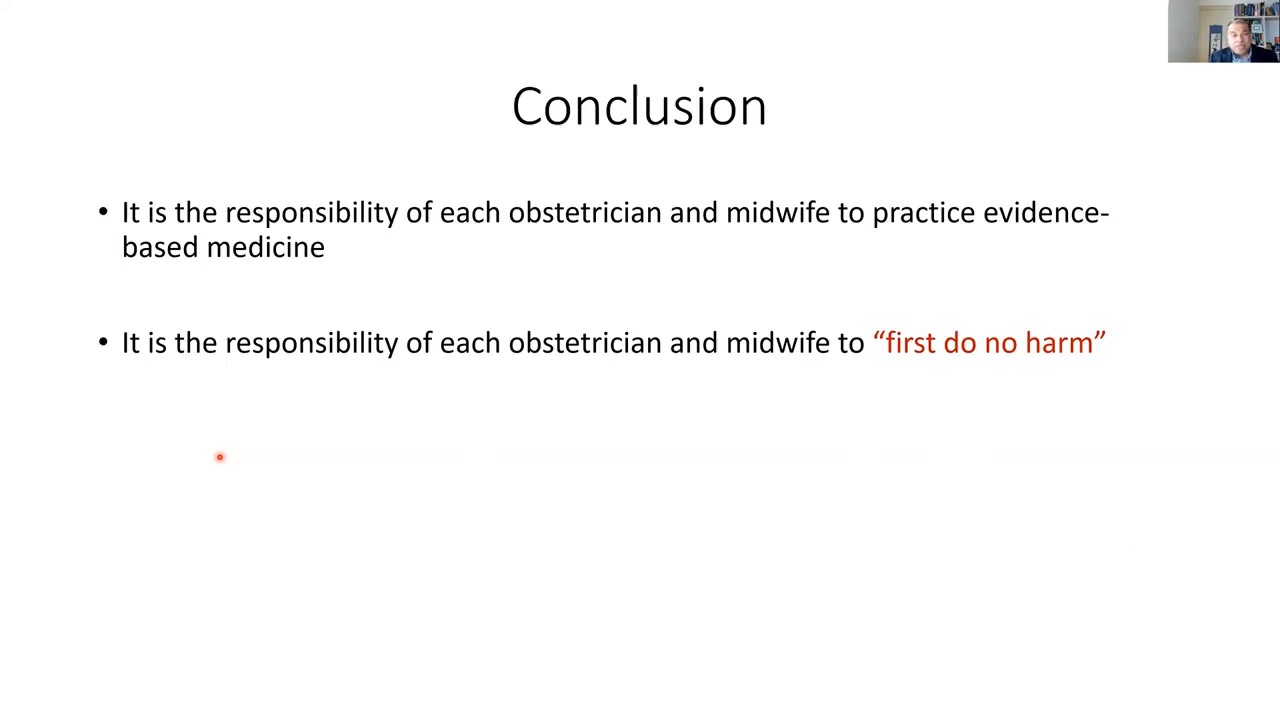 Conclusion
• It is the responsibility of each obstetrician and midwife to practice evidence-
based medicine
• It is the responsibility of each obstetrician and midwife to “first do no harm”